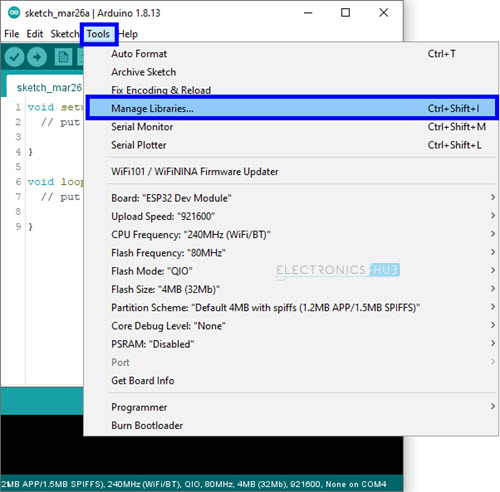 sketch_mar26a | Arduino 1.8.13
File Edit Sketch Tools Help
sketch_mar26
1 void setu
2 // put
3
4 }
5
6 void loop
7 // put
8
9 }
Auto Format Ctrl+T
Archive Sketch
Fix Encoding & Reload
Manage Libraries... Ctrl+Shift+I
Serial Monitor Ctrl+Shift+M
Serial Plotter Ctrl+Shift+L
WiFi101 / WiFiNINA Firmware Updater
Board: "ESP32 Dev Module"
Upload Speed: "921600"
CPU Frequency: "240MHz (WiFi/BT)"
Flash Frequency: "80MHz"
Flash Mode: "QIO"
ELECTRONICS HUB
Flash Size: "4MB (32Mb)"
Partition Scheme: "Default 4MB with spiffs (1.2MB APP/1.5MB SPIFFS)"
Core Debug Level: "None"
PSRAM: "Disabled"
Port
Get Board Info
Programmer
Burn Bootloader
2MB APP/1.5MB SPIFFS), 240MHz (WiFi/BT), QIO, 80MHz, 4MB (32Mb), 921600, None on COM4